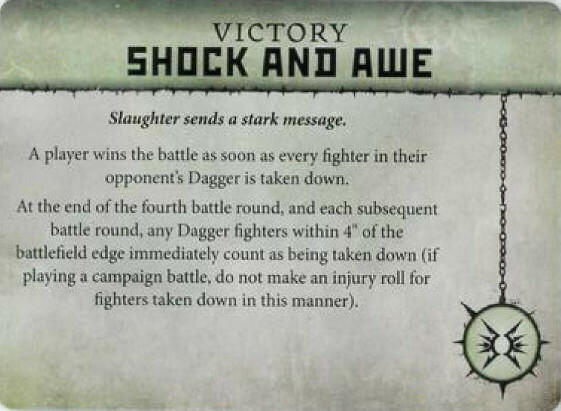 VICTORY
SHOCK AND AWE
Slaughter sends a stark message.
A player wins the battle as soon as every fighter in their
opponent's Dagger is taken down.
At the end of the fourth battle round, and each subsequent
battle round, any Dagger fighters within 4" of the
battlefield edge immediately count as being taken down (if
playing a campaign battle, do not make an injury roll for
fighters taken down in this manner).